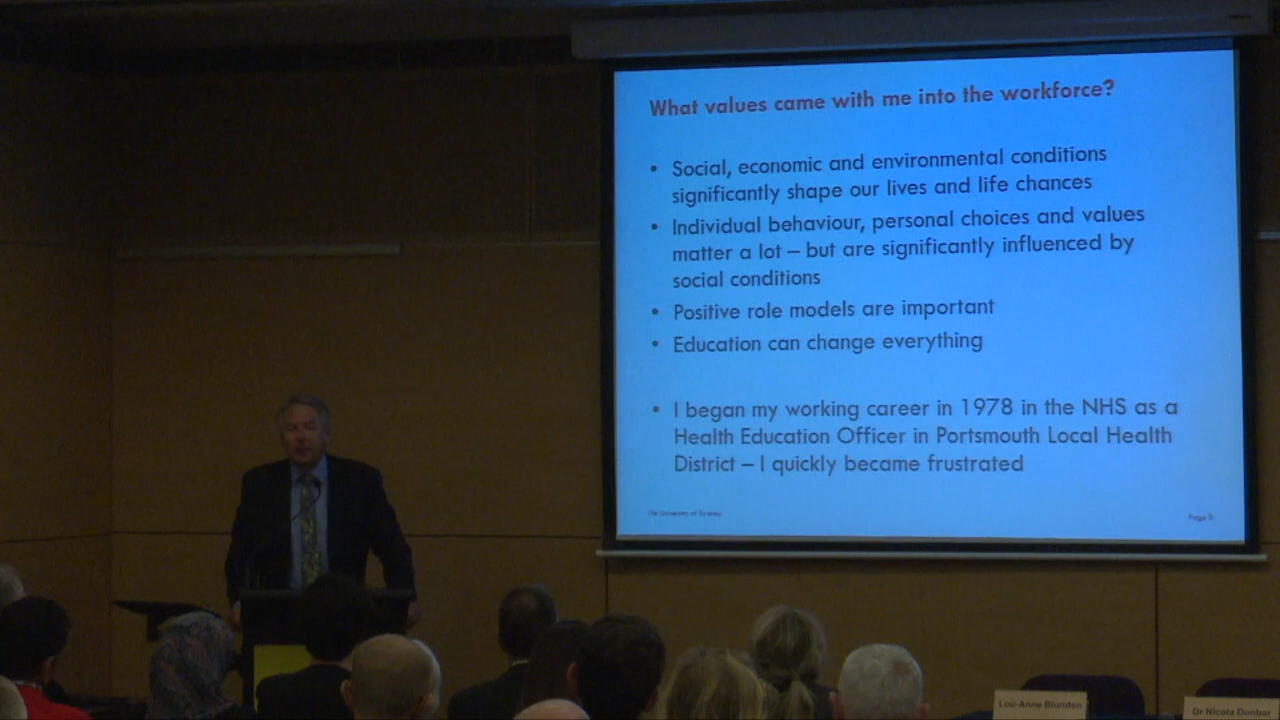 What values came with me into the workforce?
• Social, economic and environmental conditions
significantly shape our lives and life chances
• Individual behaviour, personal choices and values
matter a lot – but are significantly influenced by
social conditions
• Positive role models are important
• Education can change everything
• I began my working career in 1978 in the NHS as a
Health Education Officer in Portsmouth Local Health
District – I quickly became frustrated
The University of Sydney
Page
Lou-Anne Blunden
Dr Nicola Dunbar